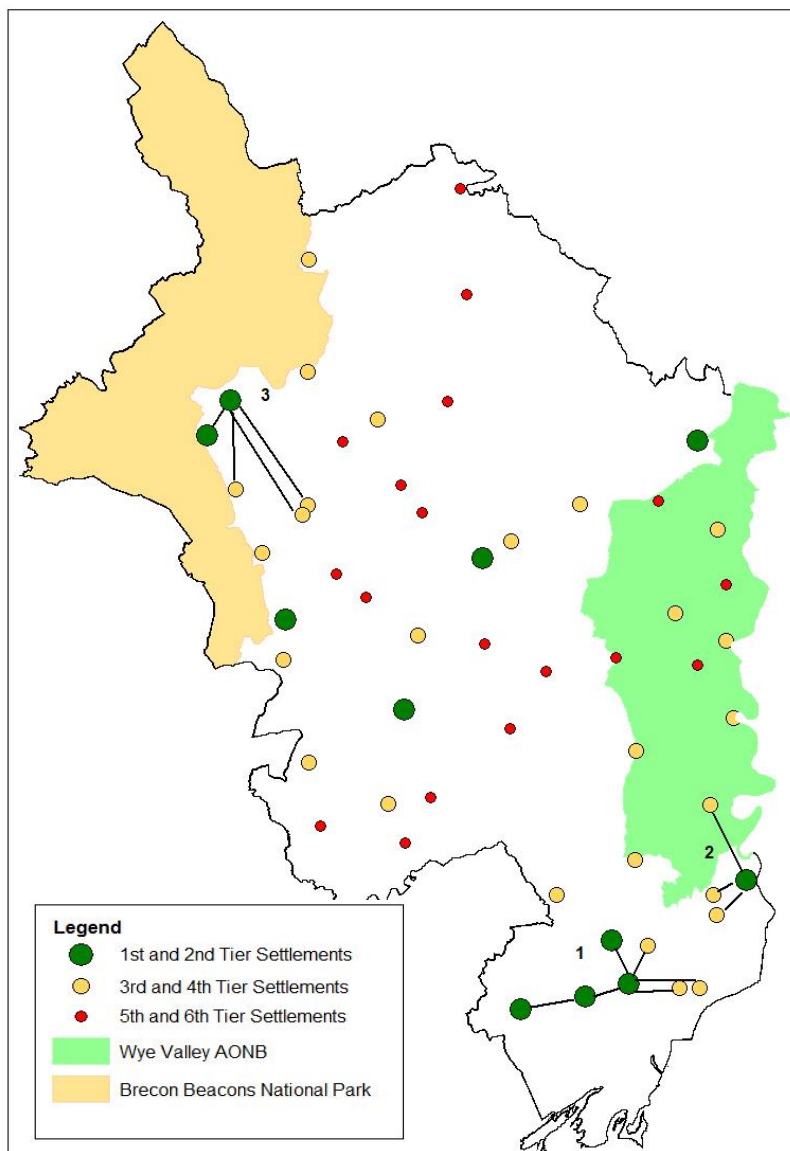 3
2
1
Legend
1st and 2nd Tier Settlements
3rd and 4th Tier Settlements
5th and 6th Tier Settlements
Wye Valley AONB
Brecon Beacons National Park